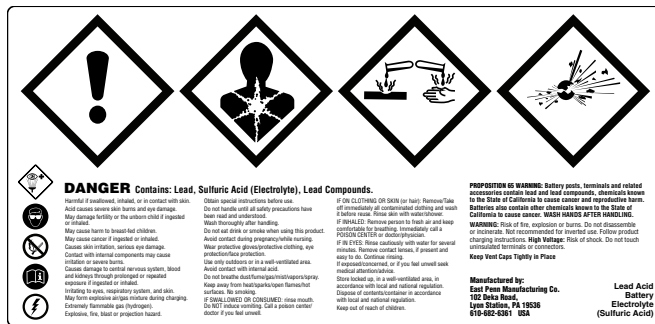 DANGER Contains: Lead, Sulfuric Acid (Electrolyte), Lead Compounds.
Harmful if swallowed, inhaled, or in contact with skin.
Acid causes severe skin burns and eye damage.
May damage fertility or the unborn child if ingested
or inhaled.
May cause harm to breast-fed children.
May cause cancer if ingested or inhaled.
Causes skin irritation, serious eye damage.
Contact with internal components may cause
irritation or severe burns.
Causes damage to central nervous system, blood
and kidneys through prolonged or repeated
exposure if ingested or inhaled.
Irritating to eyes, respiratory system, and skin.
May form explosive air/gas mixture during charging.
Extremely flammable gas (hydrogen).
Explosive, fire, blast or projection hazard.
Obtain special instructions before use.
Do not handle until all safety precautions have
been read and understood.
Wash thoroughly after handling.
Do not eat drink or smoke when using this product.
Avoid contact during pregnancy/while nursing.
Wear protective gloves/protective clothing, eye
protection/face protection.
Use only outdoors or in a well-ventilated area.
Avoid contact with internal acid.
Do not breathe dust/fume/gas/mist/vapors/spray.
Keep away from heat/sparks/open flames/hot
surfaces. No smoking.
IF SWALLOWED OR CONSUMED: rinse mouth.
Do NOT induce vomiting. Call a poison center/
doctor if you feel unwell.
IF ON CLOTHING OR SKIN (or hair): Remove/Take
off immediately all contaminated clothing and wash
it before reuse. Rinse skin with water/shower.
IF INHALED: Remove person to fresh air and keep
comfortable for breathing. Immediately call a
POISON CENTER or doctor/physician.
IF IN EYES: Rinse cautiously with water for several
minutes. Remove contact lenses, if present and
easy to do. Continue rinsing.
If exposed/concerned, or if you feel unwell seek
medical attention/advice.
Store locked up, in a well-ventilated area, in
accordance with local and national regulation.
Dispose of contents/container in accordance
with local and national regulation.
Keep out of reach of children.
PROPOSITION 65 WARNING: Battery posts, terminals and related
accessories contain lead and lead compounds, chemicals known
to the State of California to cause cancer and reproductive harm.
Batteries also contain other chemicals known to the State of
California to cause cancer. WASH HANDS AFTER HANDLING.
WARNING: Risk of fire, explosion or burns. Do not disassemble
or incinerate. Not recommended for inverted use. Follow product
charging instructions. High Voltage: Risk of shock. Do not touch
uninsulated terminals or connectors.
Keep Vent Caps Tightly in Place
Manufactured by:
East Penn Manufacturing Co.
102 Deka Road,
Lyon Station, PA 19536
610-682-6361 USA
Lead Acid
Battery
Electrolyte
(Sulfuric Acid)